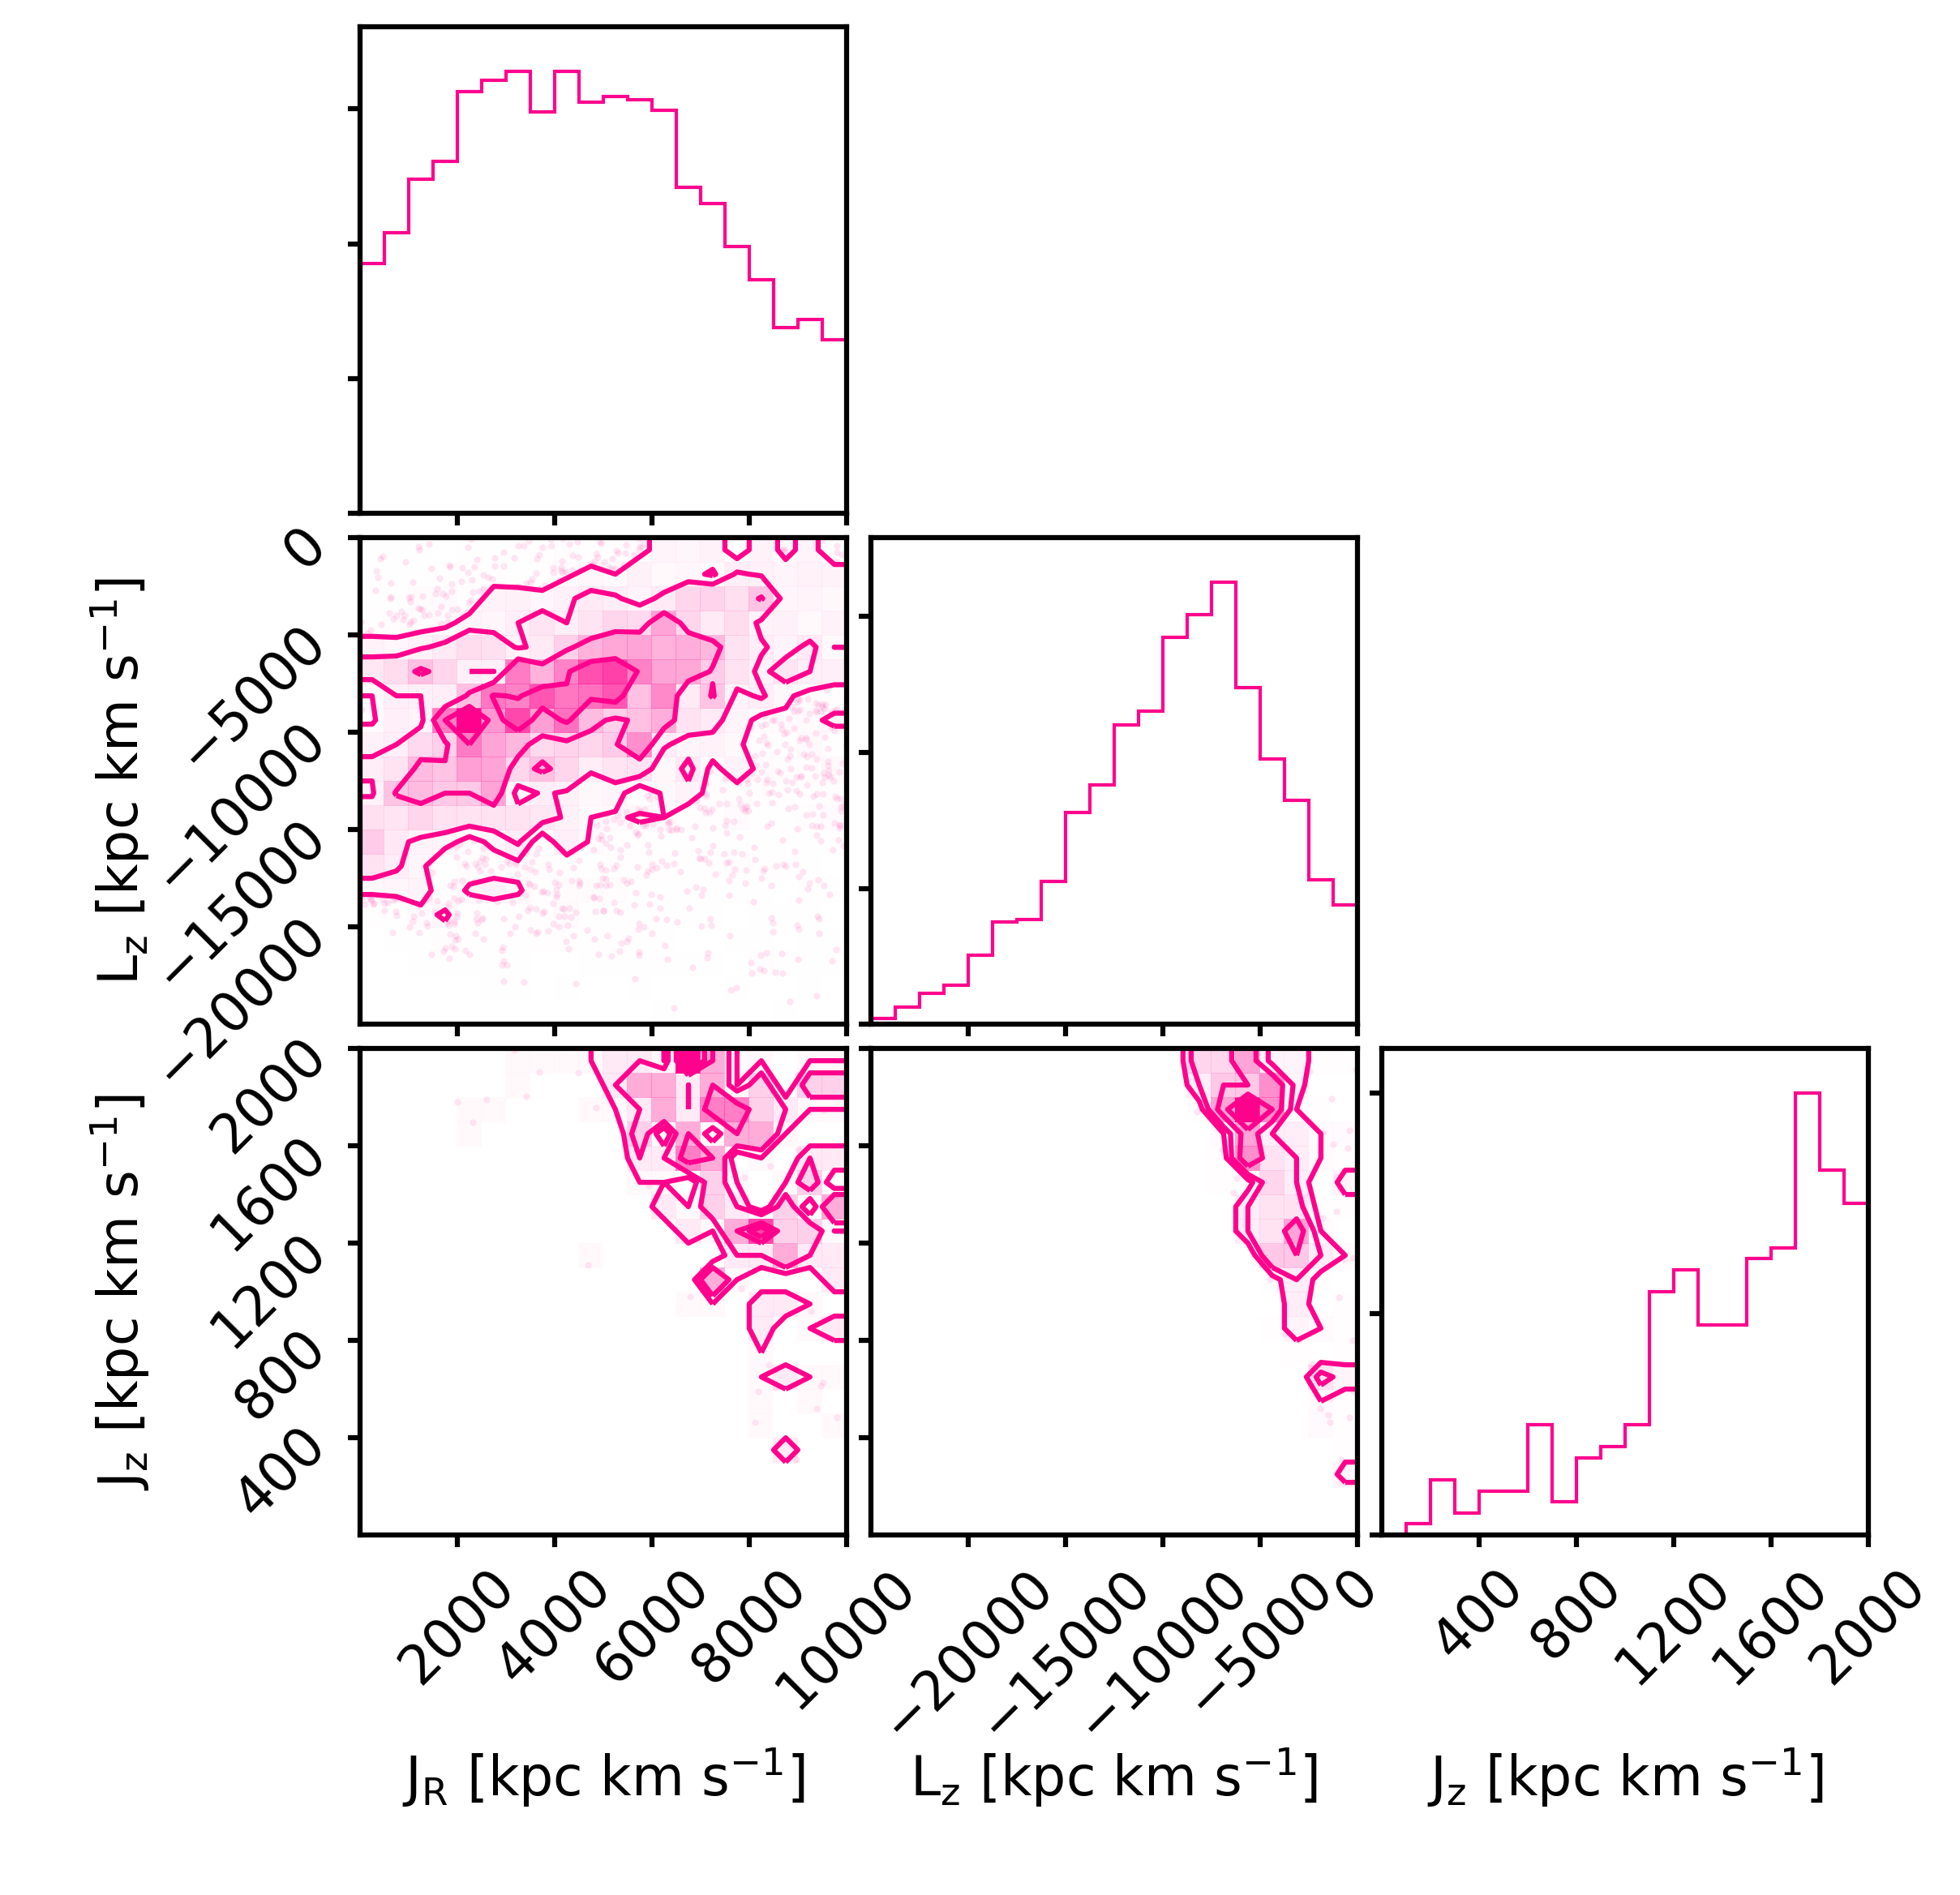 0
−5000
−10000
−15000
−20000
L_z [kpc km s⁻¹]
2000
1600
1200
800
400
J_z [kpc km s⁻¹]
2000 4000 6000 8000 10000
−20000 −15000 −10000 −5000 0
400 800 1200 1600 2000
J_R [kpc km s⁻¹]
L_z [kpc km s⁻¹]
J_z [kpc km s⁻¹]